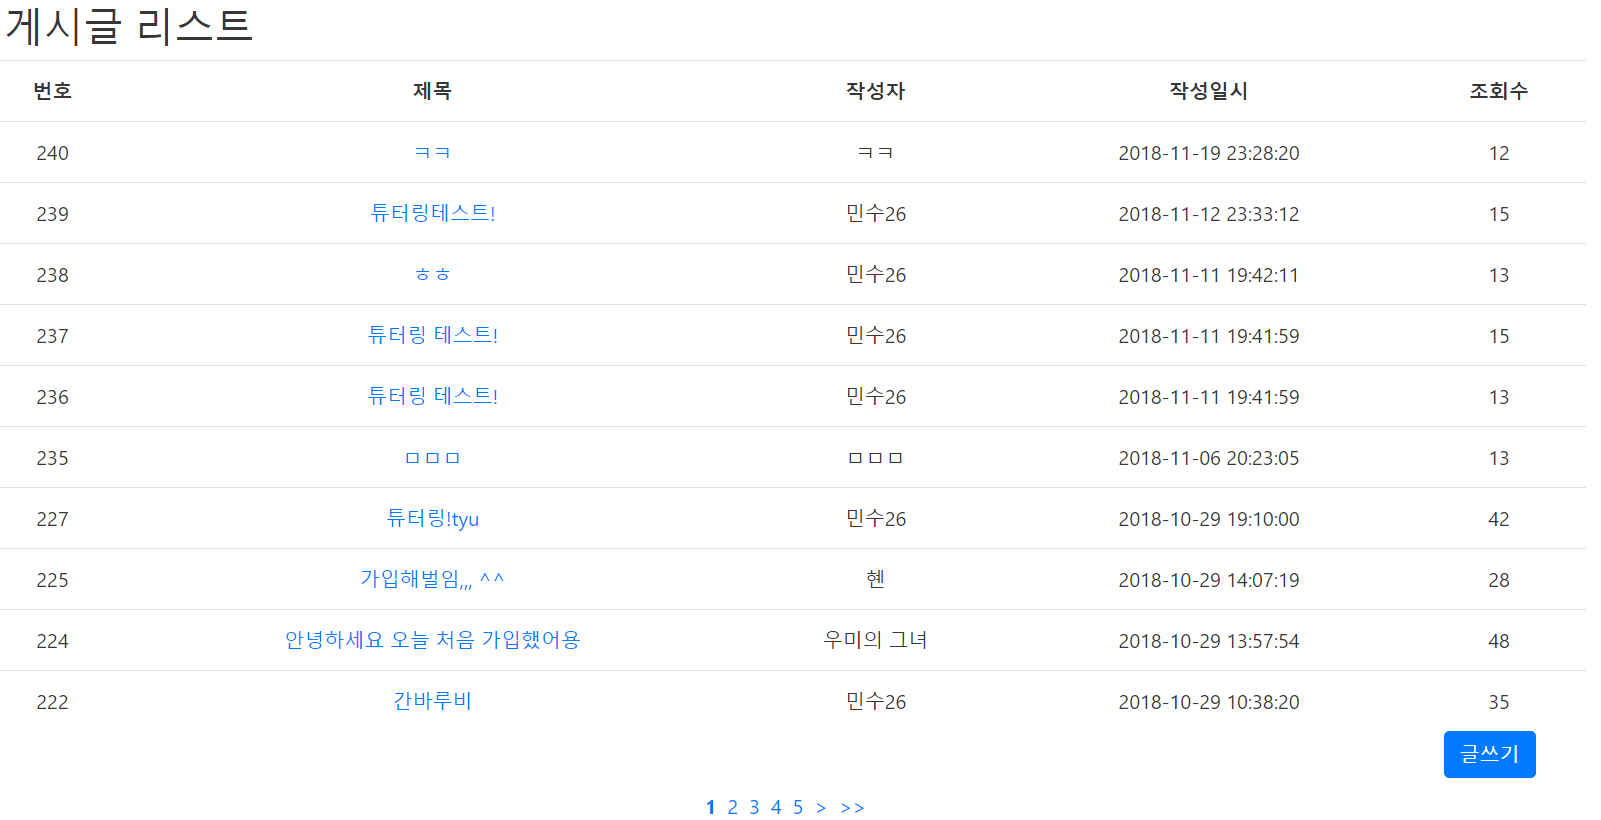 게시글 리스트
번호 제목 작성자 작성일시 조회수
240 ㅋㅋ ㅋㅋ 2018-11-19 23:28:20 12
239 튜터링테스트! 민수26 2018-11-12 23:33:12 15
238 ㅎㅎ 민수26 2018-11-11 19:42:11 13
237 튜터링 테스트! 민수26 2018-11-11 19:41:59 15
236 튜터링 테스트! 민수26 2018-11-11 19:41:59 13
235 ㅁㅁㅁ ㅁㅁㅁ 2018-11-06 20:23:05 13
227 튜터링!tyu 민수26 2018-10-29 19:10:00 42
225 가입해벌임,,, ^^ 헨 2018-10-29 14:07:19 28
224 안녕하세요 오늘 처음 가입했어용 우미의 그녀 2018-10-29 13:57:54 48
222 간바루비 민수26 2018-10-29 10:38:20 35
글쓰기
1 2 3 4 5 > >>